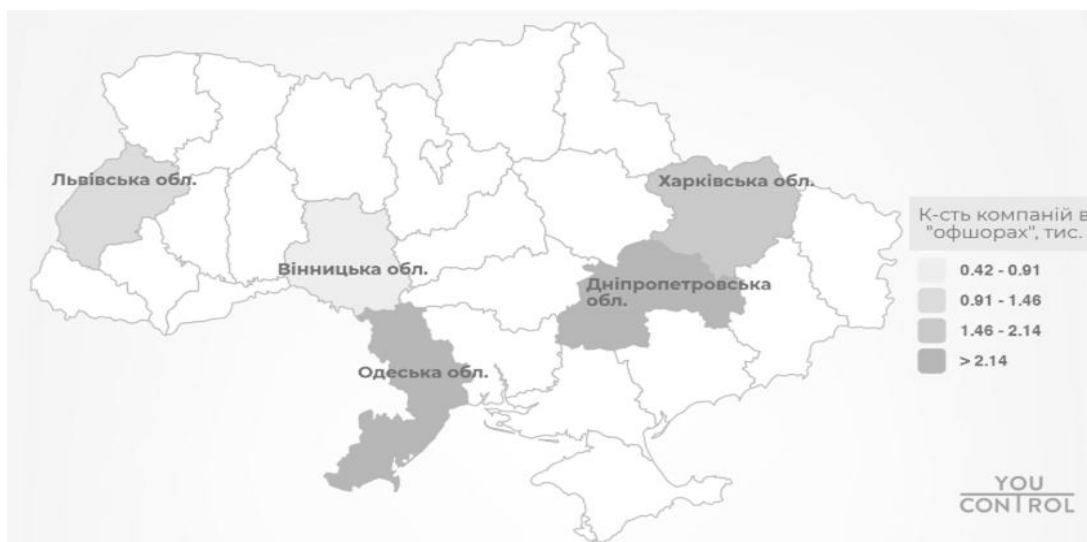 Львівська обл.
Харківська обл.
Вінницька обл.
Дніпропетровська
обл.
Одеська обл.
К-сть компаній в
"офшорах", тис.
0.42 - 0.91
0.91 - 1.46
1.46 - 2.14
> 2.14
YOU
CONTROL